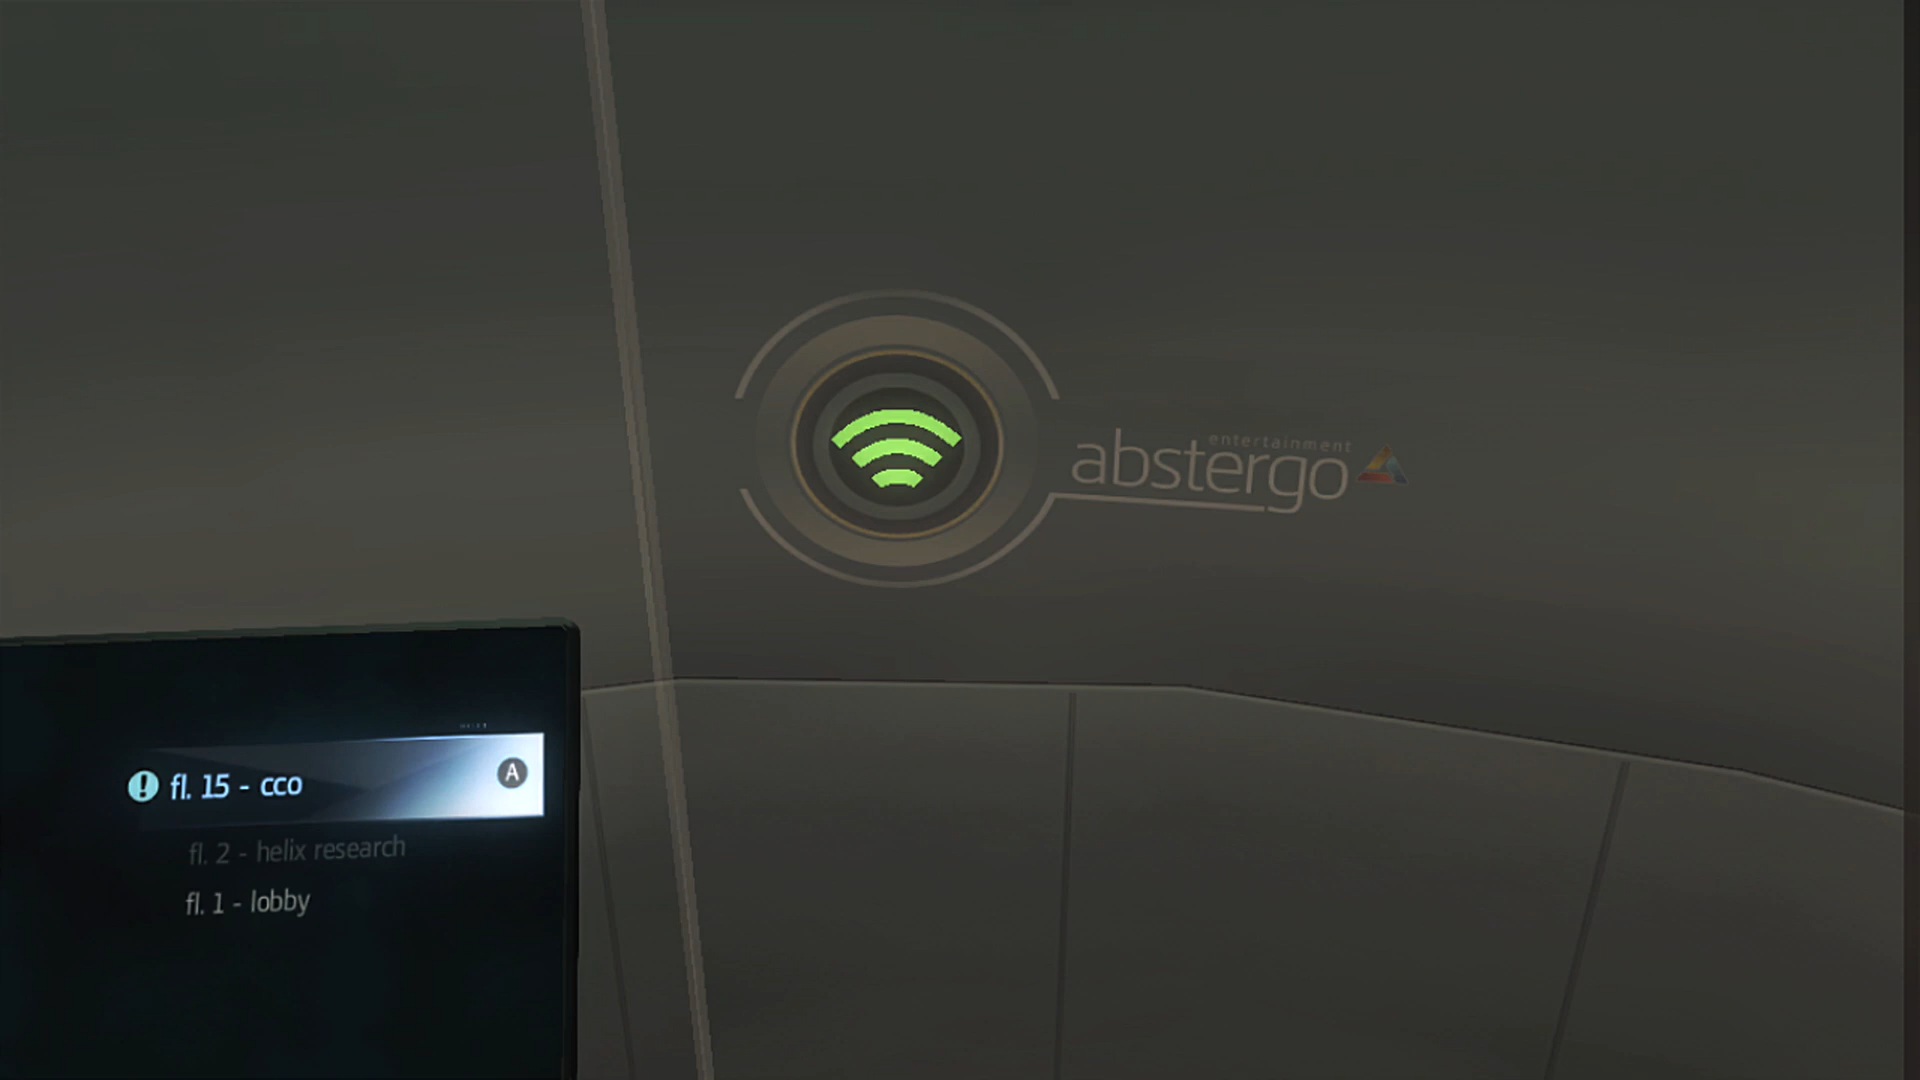 entertainment
abstergo
fl. 15 - cco
A
fl. 2 - helix research
fl. 1 - lobby